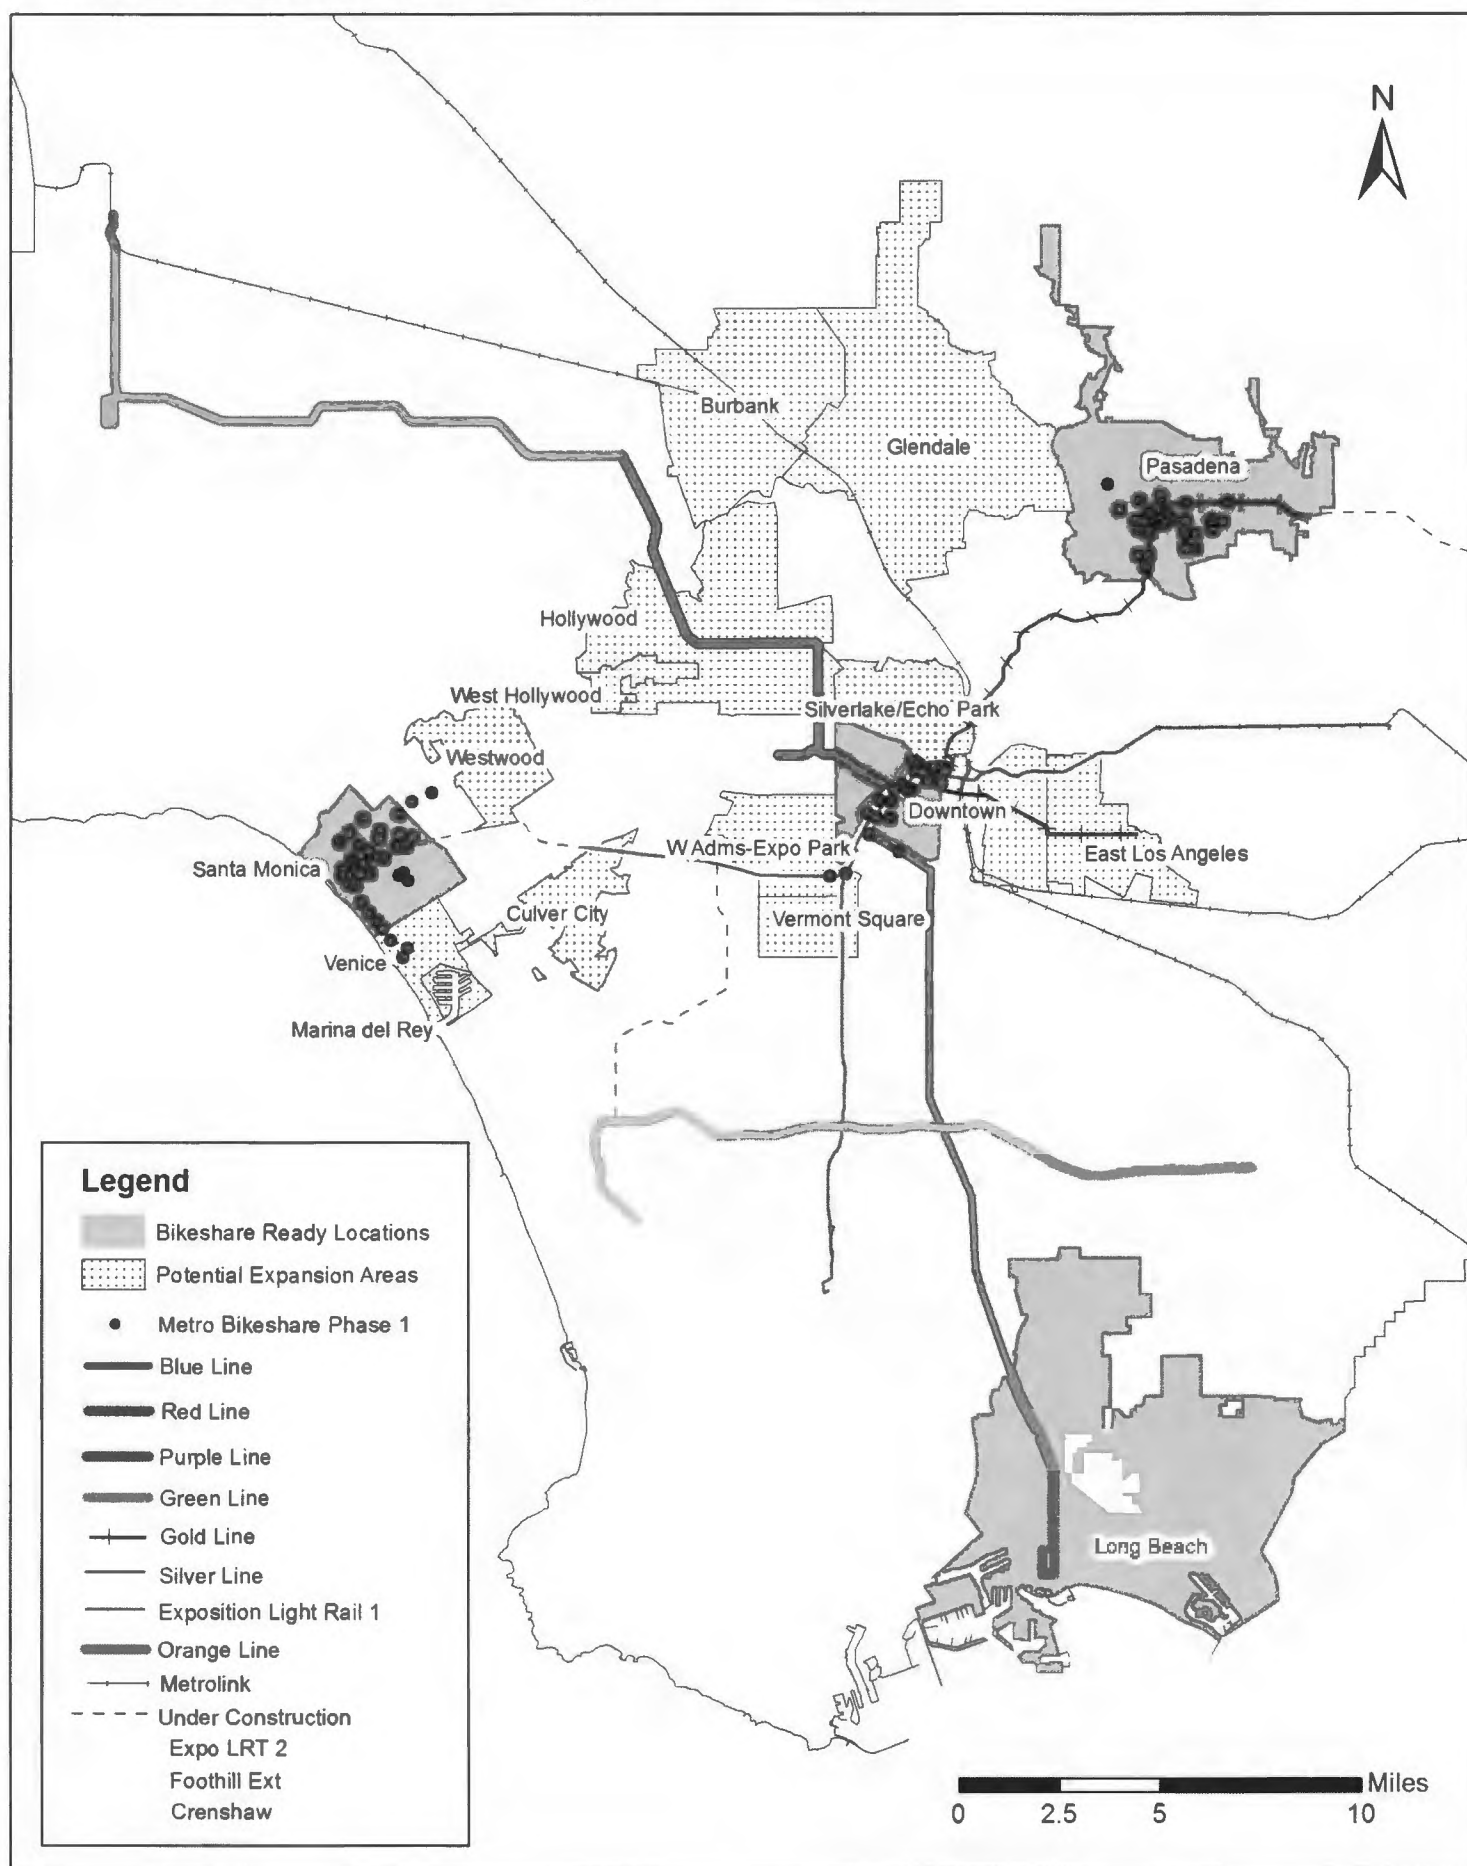 N
Burbank
Glendale
Pasadena
Hollywood
West Hollywood
Silverlake/Echo Park
Westwood
Downtown
W Adms-Expo Park
East Los Angeles
Santa Monica
Culver City
Vermont Square
Venice
Marina del Rey
Legend
Bikeshare Ready Locations
Potential Expansion Areas
Metro Bikeshare Phase 1
Blue Line
Red Line
Purple Line
Green Line
Gold Line
Silver Line
Exposition Light Rail 1
Orange Line
Metrolink
Under Construction
Expo LRT 2
Foothill Ext
Crenshaw
Long Beach
Miles
0 2.5 5 10